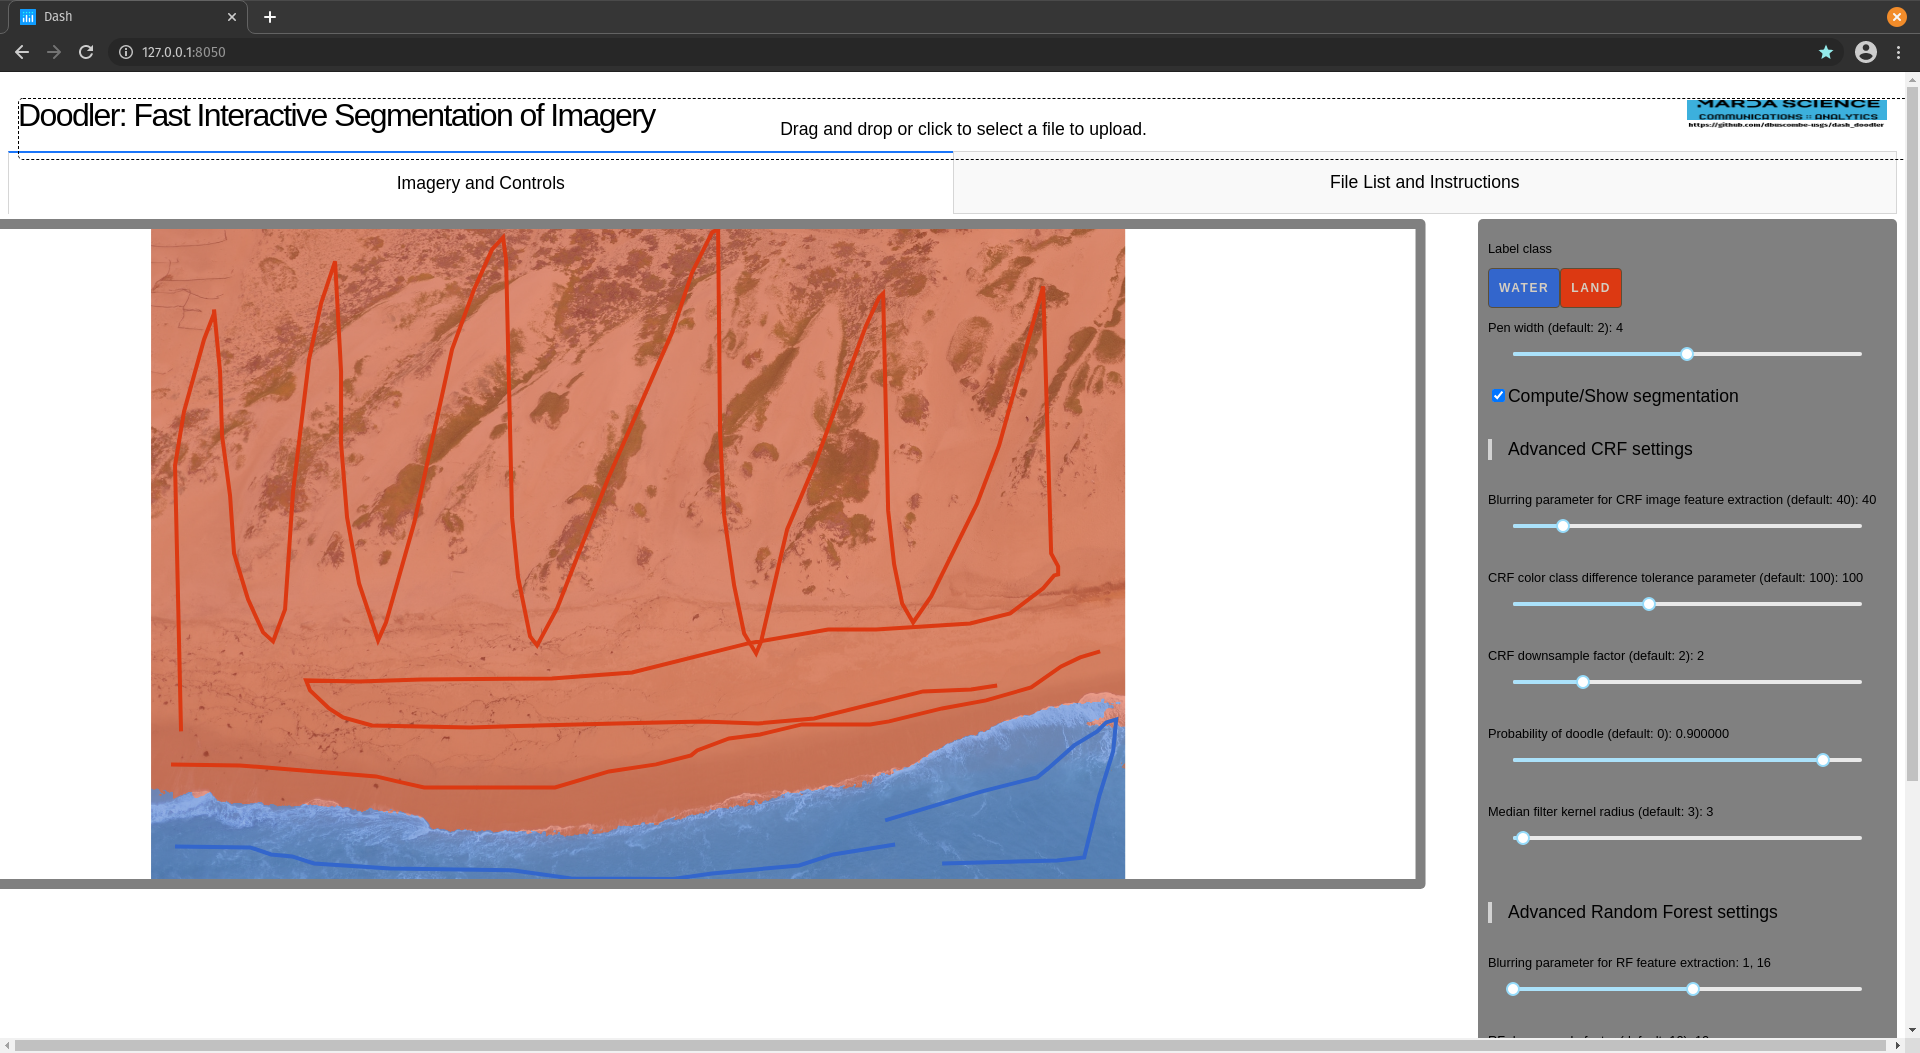 Dash
127.0.0.1:8050
Doodler: Fast Interactive Segmentation of Imagery
Drag and drop or click to select a file to upload.
MARDA SCIENCE
COMMUNICATIONS :: ANALYTICS
https://github.com/dbuscombe-usgs/dash_doodler
Imagery and Controls
File List and Instructions
Label class
WATER
LAND
Pen width (default: 2): 4
Compute/Show segmentation
Advanced CRF settings
Blurring parameter for CRF image feature extraction (default: 40): 40
CRF color class difference tolerance parameter (default: 100): 100
CRF downsample factor (default: 2): 2
Probability of doodle (default: 0): 0.900000
Median filter kernel radius (default: 3): 3
Advanced Random Forest settings
Blurring parameter for RF feature extraction: 1, 16